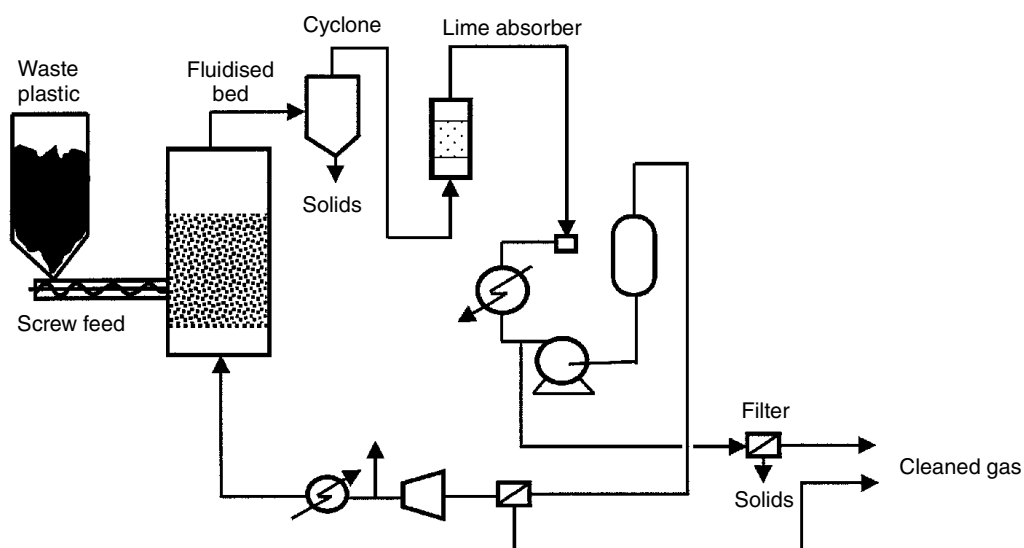 Cyclone
Lime absorber
Waste
plastic
Fluidised
bed
Solids
Screw feed
Filter
Cleaned gas
Solids